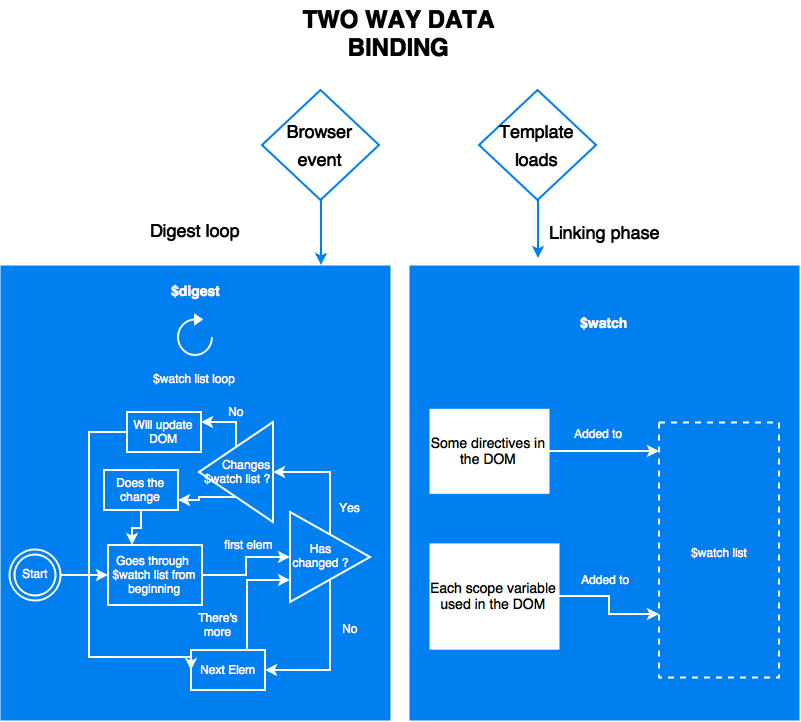 TWO WAY DATA
BINDING
Browser
event
Template
loads
Digest loop
Linking phase
$digest
$watch list loop
No
Will update
DOM
Changes
$watch list ?
Does the
change
Yes
first elem
Has
changed ?
Start
Goes through
$watch list from
beginning
There's
more
No
Next Elem
$watch
Some directives in
the DOM
Added to
$watch list
Each scope variable
used in the DOM
Added to